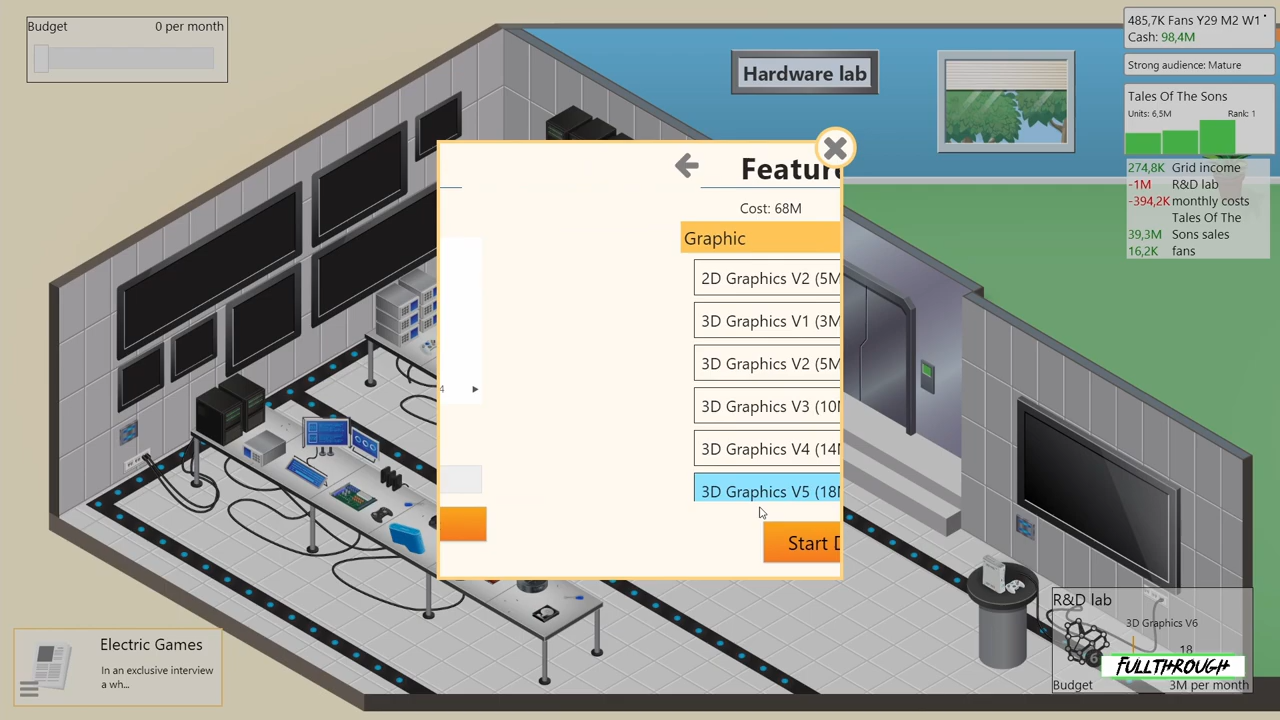 Budget 0 per month
Hardware lab
485,7K Fans Y29 M2 W1
Cash: 98,4M
Strong audience: Mature
Tales Of The Sons
Units: 6,5M Rank: 1
274,8K Grid income
-1M R&D lab
-394,2K monthly costs
Tales Of The
39,3M Sons sales
16,2K fans
Featur
Cost: 68M
Graphic
2D Graphics V2 (5M
3D Graphics V1 (3M
3D Graphics V2 (5M
3D Graphics V3 (10
3D Graphics V4 (14
3D Graphics V5 (18
4
Start D
Electric Games
In an exclusive interview
a wh...
R&D lab
3D Graphics V6
18
FULLTHROUGH
Budget 3M per month